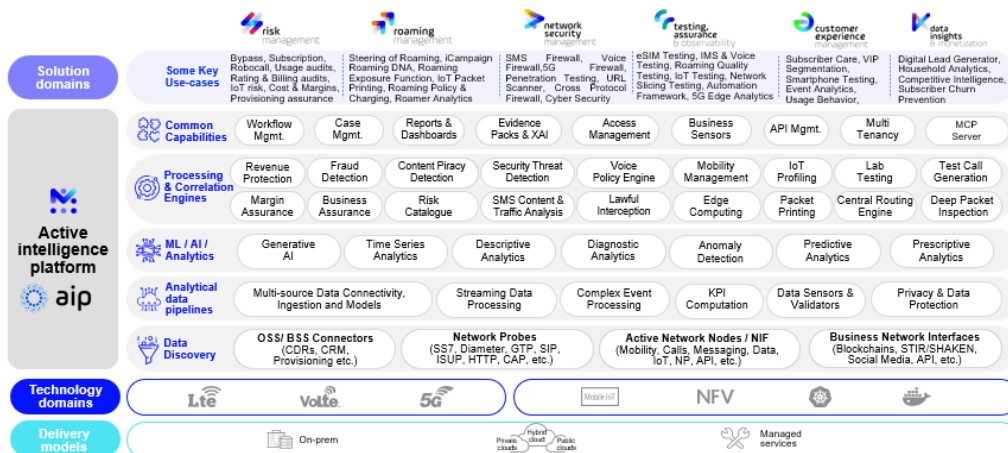 risk
management
roaming
management
network
security
management
testing,
assurance
& observability
customer
experience
management
data
insights
& monetization
Solution
domains
Some Key
Use-cases
Bypass, Subscription,
Robocall, Usage audits,
Rating & Billing audits,
IoT risk, Cost & Margins,
Provisioning assurance
Steering of Roaming, iCampaign
Roaming DNA, Roaming
Exposure Function, IoT Packet
Printing, Roaming Policy &
Charging, Roamer Analytics
SMS Firewall, Voice
Firewall,5G Firewall,
Penetration Testing, URL
Scanner, Cross Protocol
Firewall, Cyber Security
eSIM Testing, IMS & Voice
Testing, Roaming Quality
Testing, IoT Testing, Network
Slicing Testing, Automation
Framework, 5G Edge Analytics
Subscriber Care, VIP
Segmentation,
Smartphone Testing,
Event Analytics,
Usage Behavior,
Digital Lead Generator,
Household Analytics,
Competitive Intelligence,
Subscriber Churn
Prevention
Active
intelligence
platform
aip
Common
Capabilities
Workflow
Mgmt.
Case
Mgmt.
Reports &
Dashboards
Evidence
Packs & XAI
Access
Management
Business
Sensors
API Mgmt.
Multi
Tenancy
MCP
Server
Processing
& Correlation
Engines
Revenue
Protection
Fraud
Detection
Content Piracy
Detection
Security Threat
Detection
Voice
Policy Engine
Mobility
Management
IoT
Profiling
Lab
Testing
Test Call
Generation
Margin
Assurance
Business
Assurance
Risk
Catalogue
SMS Content &
Traffic Analysis
Lawful
Interception
Edge
Computing
Packet
Printing
Central Routing
Engine
Deep Packet
Inspection
ML / AI /
Analytics
Generative
AI
Time Series
Analytics
Descriptive
Analytics
Diagnostic
Analytics
Anomaly
Detection
Predictive
Analytics
Prescriptive
Analytics
Analytical
data
pipelines
Multi-source Data Connectivity,
Ingestion and Models
Streaming Data
Processing
Complex Event
Processing
KPI
Computation
Data Sensors &
Validators
Privacy & Data
Protection
Data
Discovery
OSS/ BSS Connectors
(CDRs, CRM,
Provisioning etc.)
Network Probes
(SS7, Diameter, GTP, SIP,
ISUP, HTTP, CAP, etc.)
Active Network Nodes / NIF
(Mobility, Calls, Messaging, Data,
IoT, NP, API, etc.)
Business Network Interfaces
(Blockchains, STIR/SHAKEN,
Social Media, API, etc.)
Technology
domains
Lte
VoLTE
5G
Mobile IoT
NFV
Delivery
models
On-prem
Private
clouds
Hybrid
cloud
Public
clouds
Managed
services